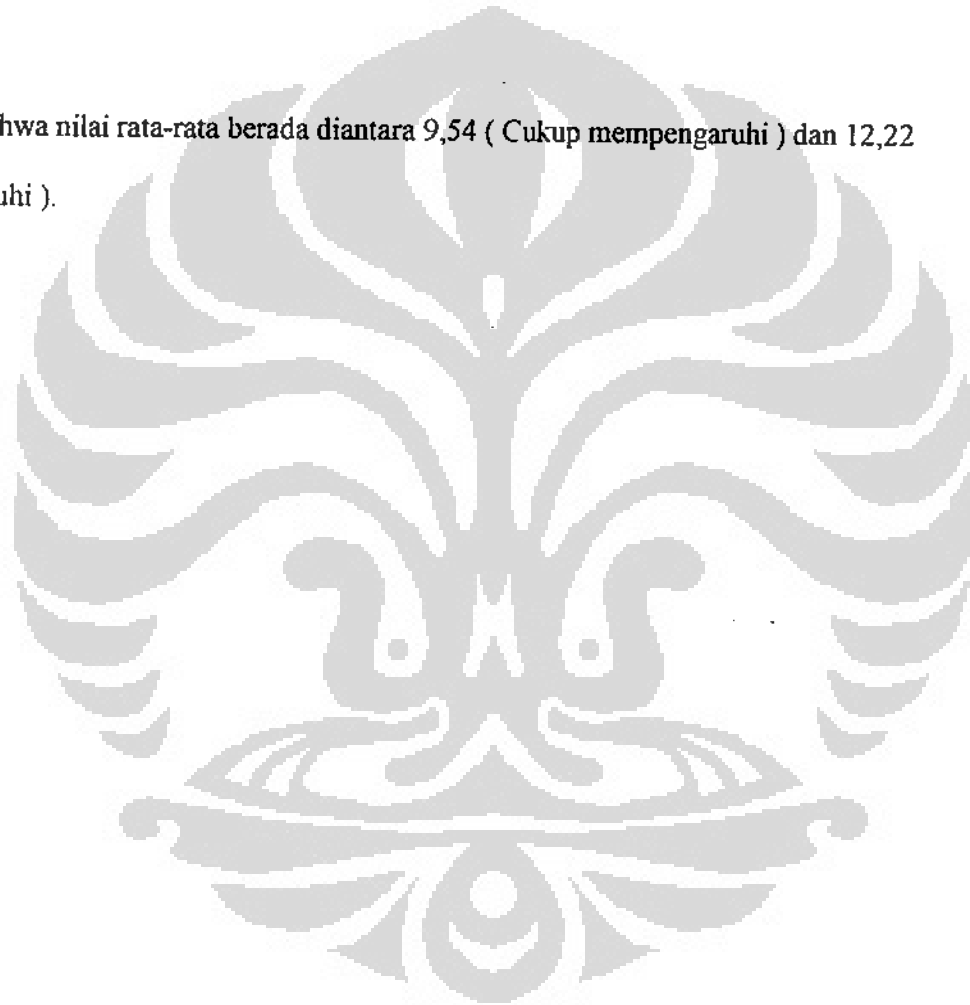 hwa nilai rata-rata berada diantara 9,54 ( Cukup mempengaruhi ) dan 12,22
uhi ).